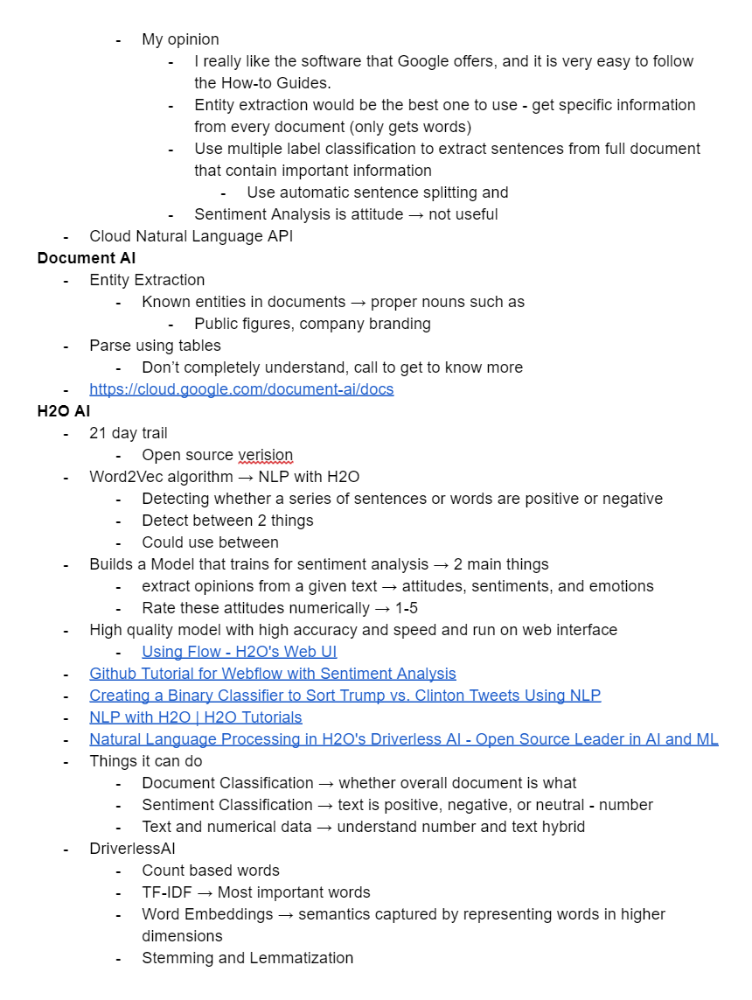 - My opinion
- I really like the software that Google offers, and it is very easy to follow
the How-to Guides.
- Entity extraction would be the best one to use - get specific information
from every document (only gets words)
- Use multiple label classification to extract sentences from full document
that contain important information
- Use automatic sentence splitting and
- Sentiment Analysis is attitude → not useful
- Cloud Natural Language API
Document AI
- Entity Extraction
- Known entities in documents → proper nouns such as
- Public figures, company branding
- Parse using tables
- Don’t completely understand, call to get to know more
- https://cloud.google.com/document-ai/docs
H2O AI
- 21 day trail
- Open source verision
- Word2Vec algorithm → NLP with H2O
- Detecting whether a series of sentences or words are positive or negative
- Detect between 2 things
- Could use between
- Builds a Model that trains for sentiment analysis → 2 main things
- extract opinions from a given text → attitudes, sentiments, and emotions
- Rate these attitudes numerically → 1-5
- High quality model with high accuracy and speed and run on web interface
- Using Flow - H2O's Web UI
- Github Tutorial for Webflow with Sentiment Analysis
- Creating a Binary Classifier to Sort Trump vs. Clinton Tweets Using NLP
- NLP with H2O | H2O Tutorials
- Natural Language Processing in H2O's Driverless AI - Open Source Leader in AI and ML
- Things it can do
- Document Classification → whether overall document is what
- Sentiment Classification → text is positive, negative, or neutral - number
- Text and numerical data → understand number and text hybrid
- DriverlessAI
- Count based words
- TF-IDF → Most important words
- Word Embeddings → semantics captured by representing words in higher
dimensions
- Stemming and Lemmatization